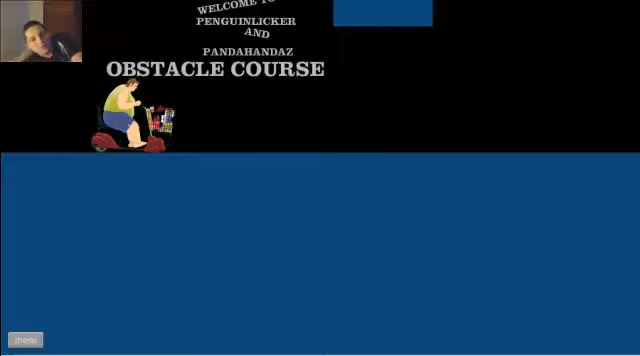 WELCOME TO
PENGUINLICKER
AND
PANDAHANDAZ
OBSTACLE COURSE
menu